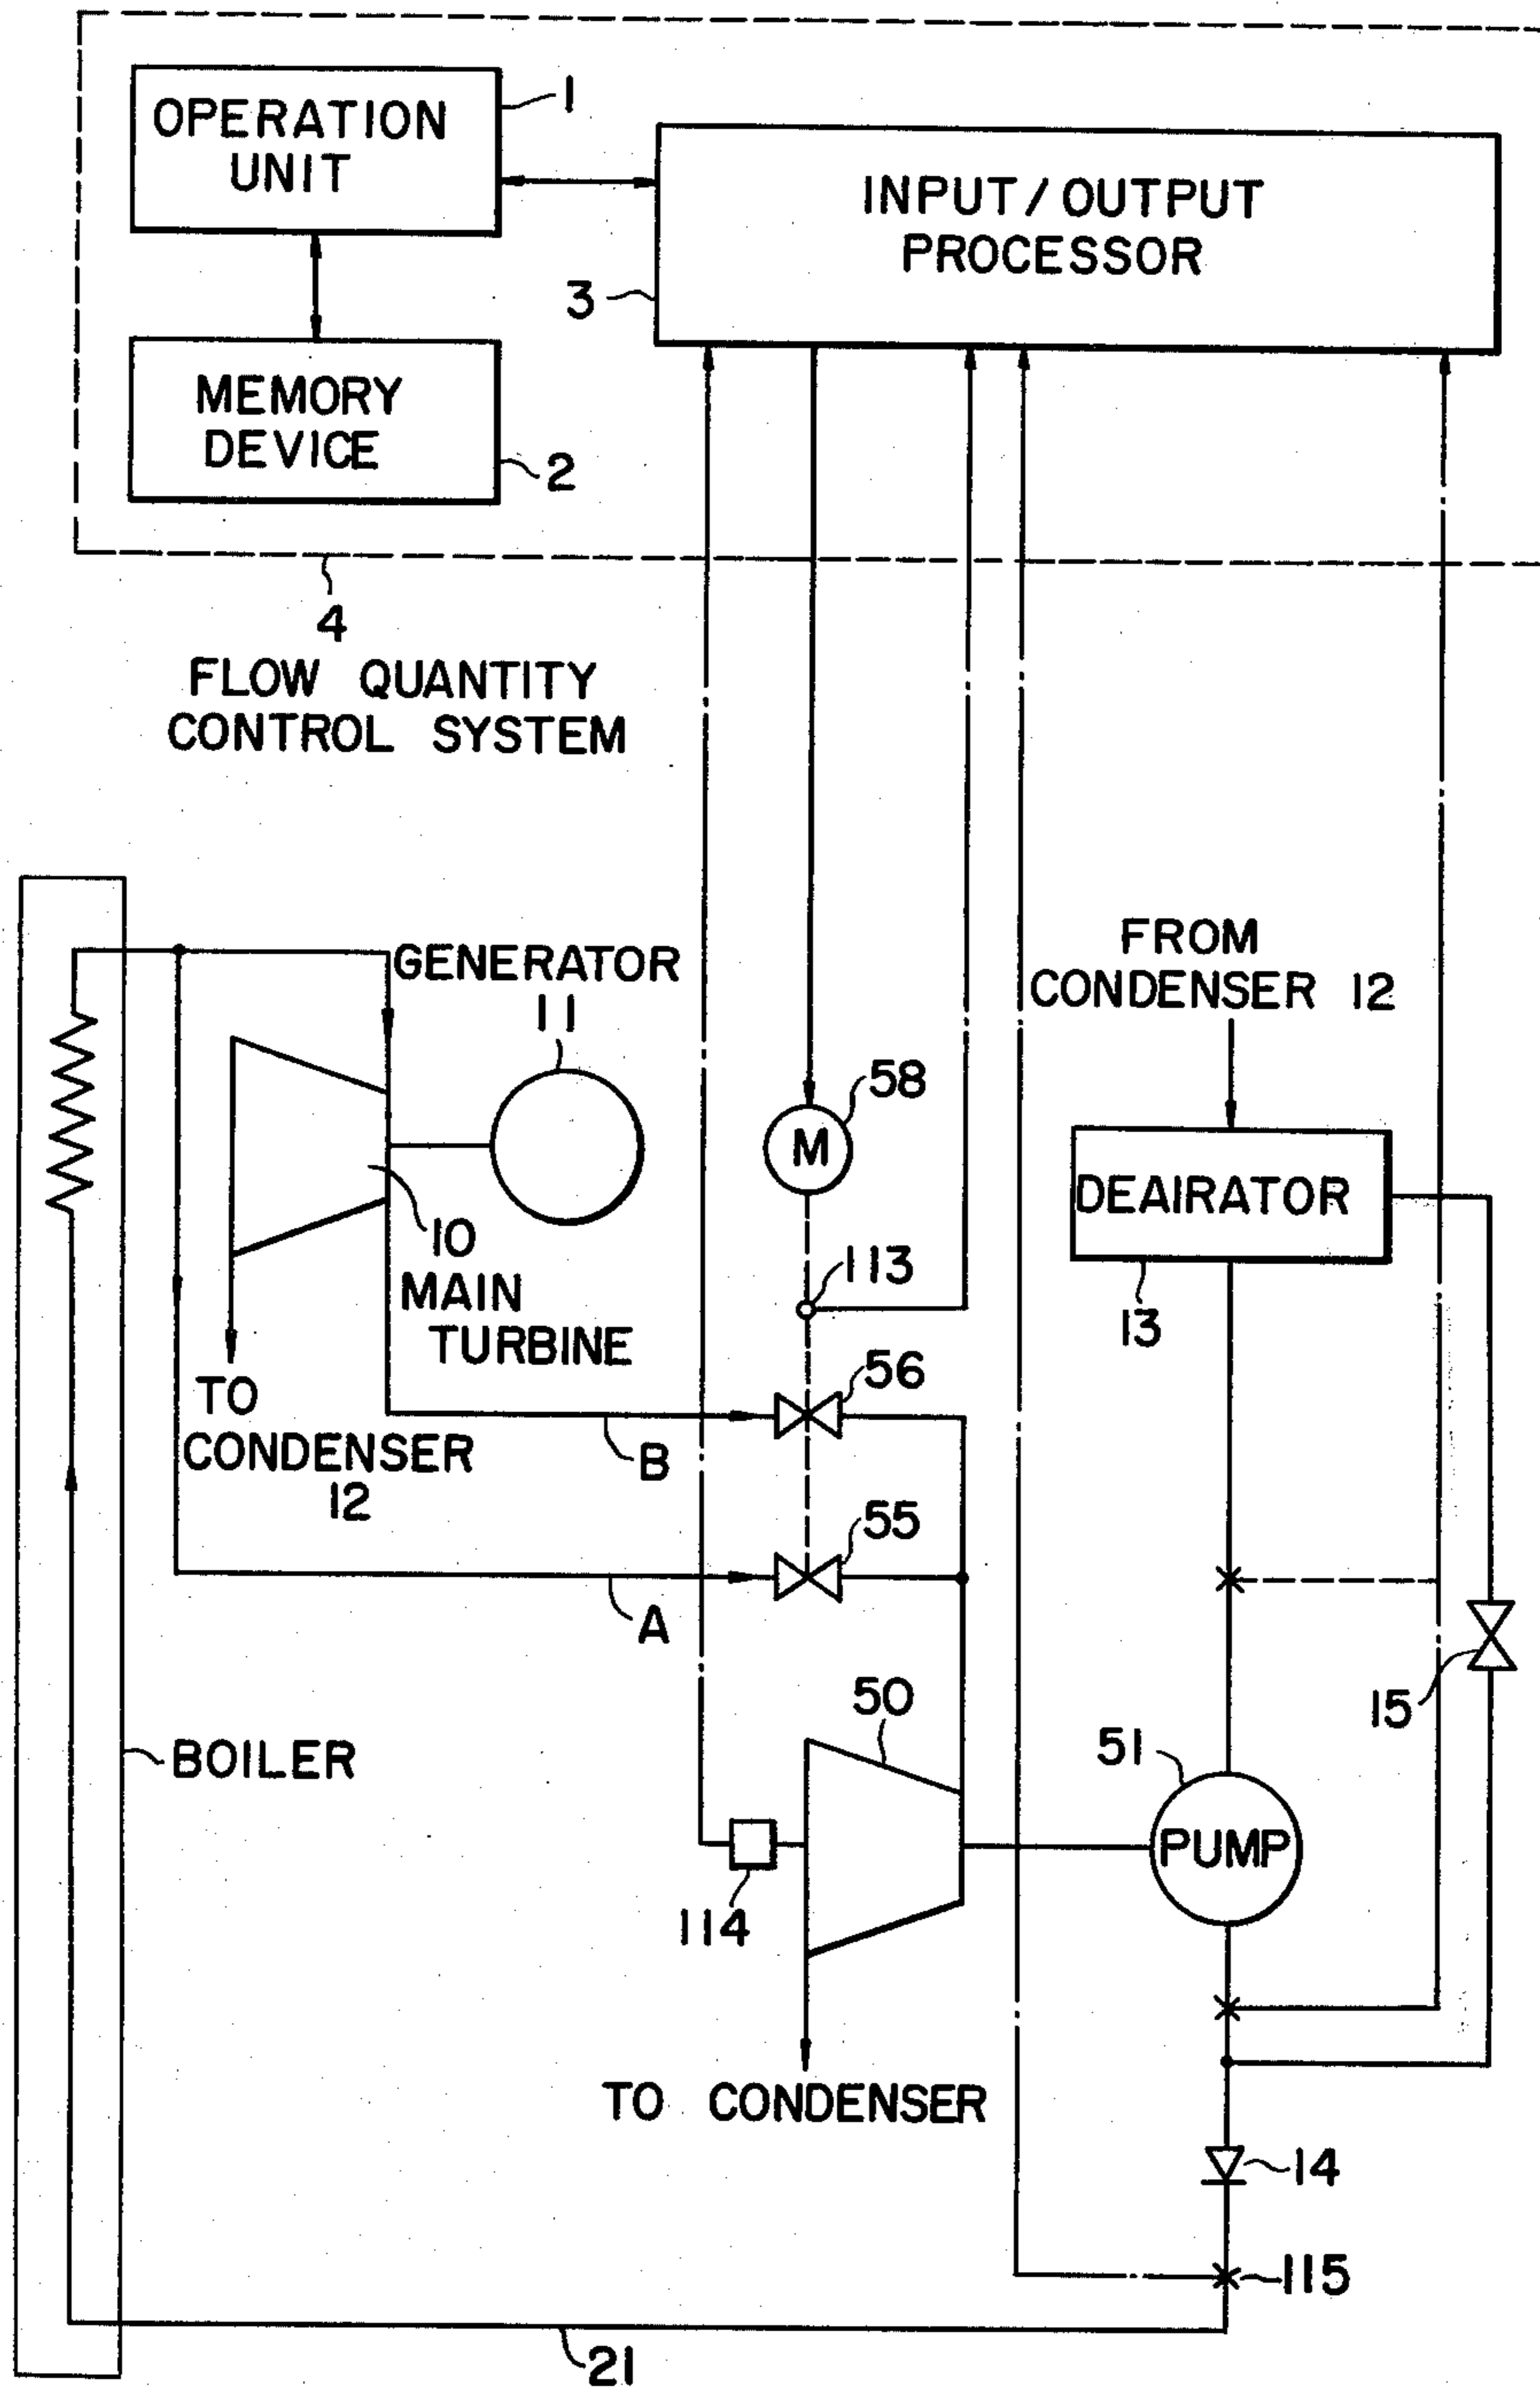 OPERATION
UNIT
1
INPUT/OUTPUT
PROCESSOR
3
MEMORY
DEVICE
2
4
FLOW QUANTITY
CONTROL SYSTEM
GENERATOR
11
FROM
CONDENSER 12
58
M
DEAIRATOR
13
10
MAIN
TURBINE
113
TO
CONDENSER
12
56
B
55
A
15
50
51
BOILER
PUMP
114
TO CONDENSER
14
115
21